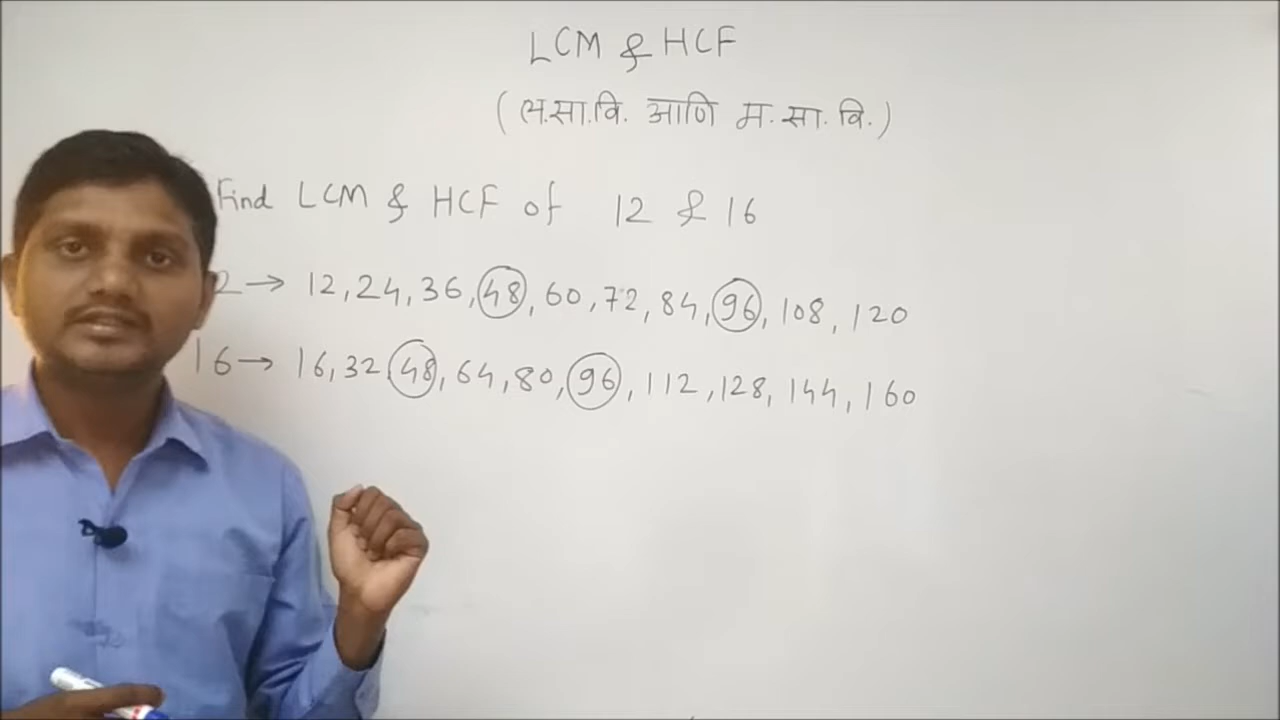 LCM & HCF
(ल.सा.वि. आणि म.सा.वि.)
Find LCM & HCF of 12 & 16
2 → 12, 24, 36, 48, 60, 72, 84, 96, 108, 120
16 → 16, 32, 48, 64, 80, 96, 112, 128, 144, 160